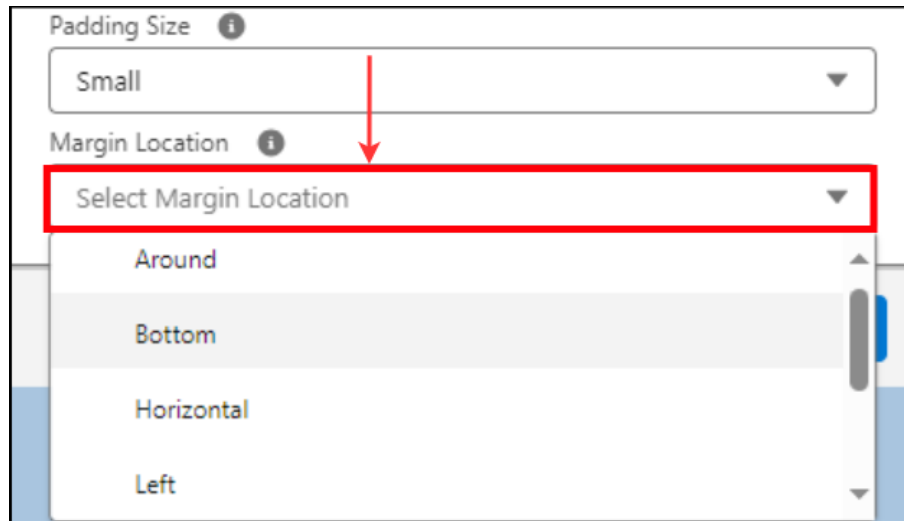 Padding Size
Small
Margin Location
Select Margin Location
Around
Bottom
Horizontal
Left